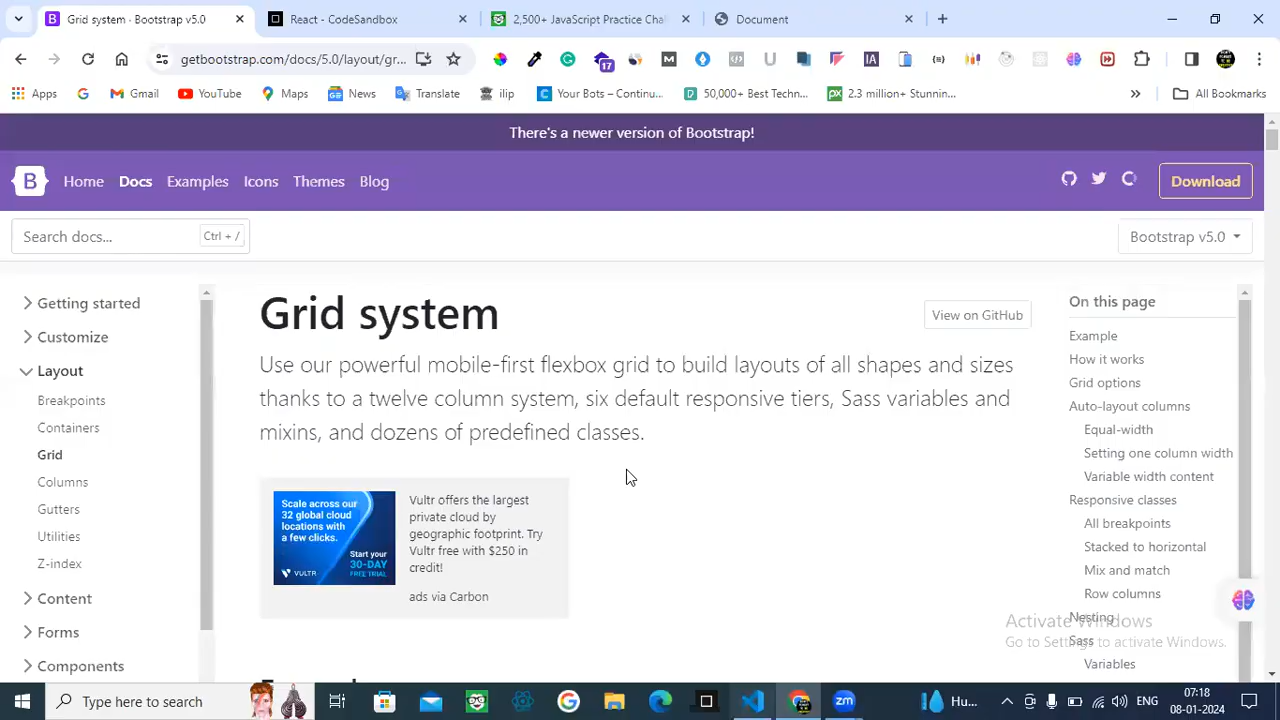 Grid system · Bootstrap v5.0
React - CodeSandbox
2,500+ JavaScript Practice Cha
Document
getbootstrap.com/docs/5.0/layout/gr...
17
M
U
IA
Apps
Gmail
YouTube
Maps
News
Translate
ilip
Your Bots – Continu...
50,000+ Best Techn...
2.3 million+ Stunnin...
All Bookmarks
There's a newer version of Bootstrap!
B
Home
Docs
Examples
Icons
Themes
Blog
Download
Search docs...
Ctrl + /
Bootstrap v5.0
Getting started
Customize
Layout
Breakpoints
Containers
Grid
Columns
Gutters
Utilities
Z-index
Content
Forms
Components
Grid system
View on GitHub
Use our powerful mobile-first flexbox grid to build layouts of all shapes and sizes
thanks to a twelve column system, six default responsive tiers, Sass variables and
mixins, and dozens of predefined classes.
Scale across our
32 global cloud
locations with
a few clicks.
Start your
30-DAY
FREE TRIAL
VULTR
Vultr offers the largest
private cloud by
geographic footprint. Try
Vultr free with $250 in
credit!
ads via Carbon
On this page
Example
How it works
Grid options
Auto-layout columns
Equal-width
Setting one column width
Variable width content
Responsive classes
All breakpoints
Stacked to horizontal
Mix and match
Row columns
Nesting
Sass
Variables
Activate Windows
Go to Settings to activate Windows.
Type here to search
Hu...
ENG
07:18
08-01-2024